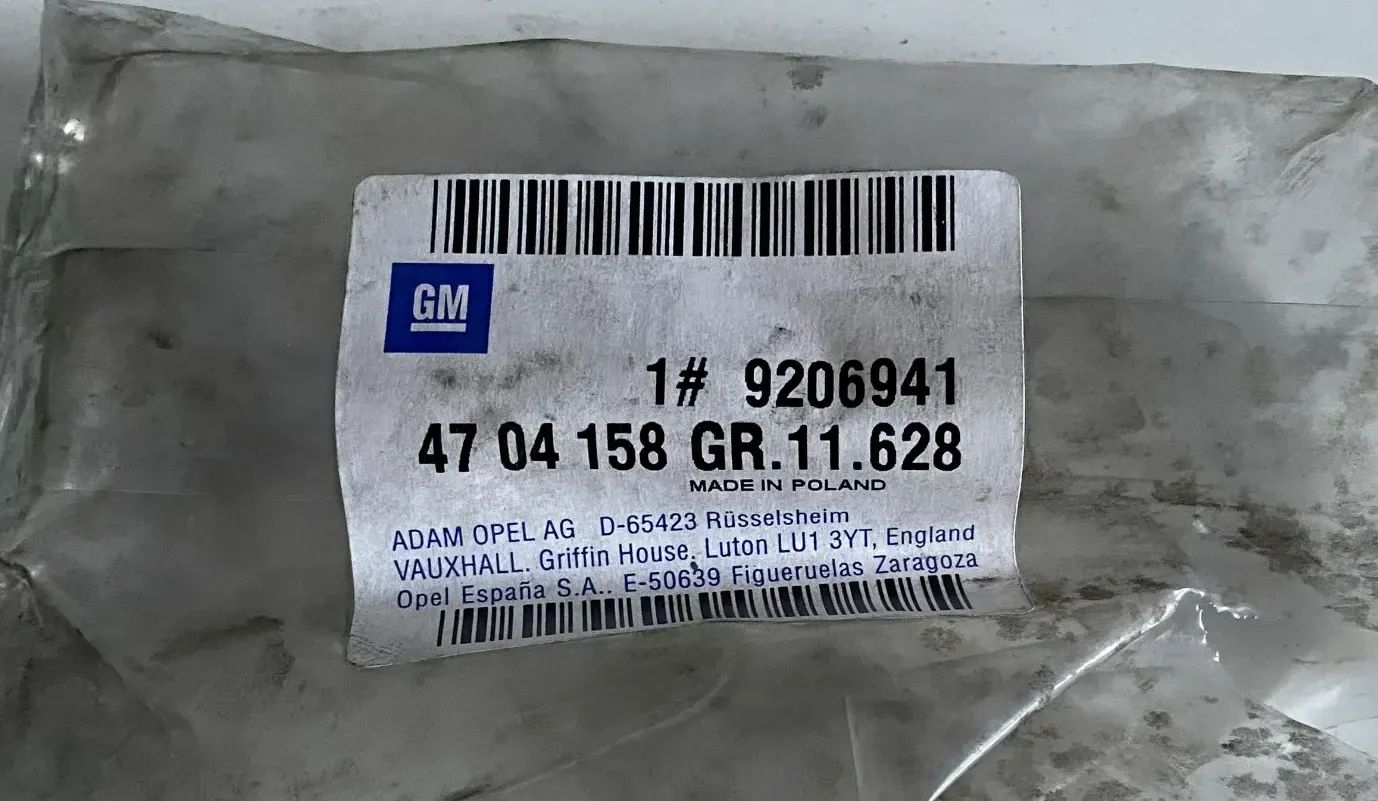 GM
1# 9206941
47 04 158 GR.11.628
MADE IN POLAND
ADAM OPEL AG D-65423 Rüsselsheim
VAUXHALL. Griffin House. Luton LU1 3YT, England
Opel España S.A.. E-50639 Figueruelas Zaragoza